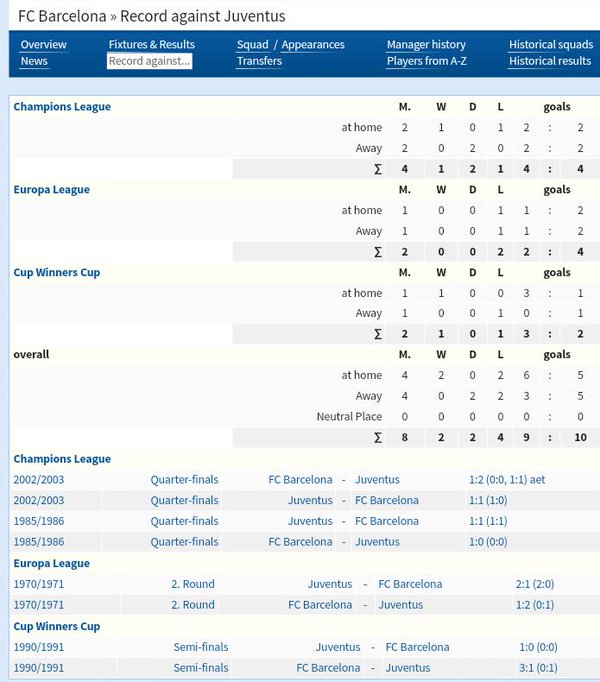 FC Barcelona » Record against Juventus
Overview Fixtures & Results Squad / Appearances Manager history Historical squads
News Record against... Transfers Players from A-Z Historical results
Champions League M. W D L goals
at home 2 1 0 1 2 : 2
Away 2 0 2 0 2 : 2
∑ 4 1 2 1 4 : 4
Europa League M. W D L goals
at home 1 0 0 1 1 : 2
Away 1 0 0 1 1 : 2
∑ 2 0 0 2 2 : 4
Cup Winners Cup M. W D L goals
at home 1 1 0 0 3 : 1
Away 1 0 0 1 0 : 1
∑ 2 1 0 1 3 : 2
overall M. W D L goals
at home 4 2 0 2 6 : 5
Away 4 0 2 2 3 : 5
Neutral Place 0 0 0 0 0 : 0
∑ 8 2 2 4 9 : 10
Champions League
2002/2003 Quarter-finals FC Barcelona - Juventus 1:2 (0:0, 1:1) aet
2002/2003 Quarter-finals Juventus - FC Barcelona 1:1 (1:0)
1985/1986 Quarter-finals Juventus - FC Barcelona 1:1 (1:1)
1985/1986 Quarter-finals FC Barcelona - Juventus 1:0 (0:0)
Europa League
1970/1971 2. Round Juventus - FC Barcelona 2:1 (2:0)
1970/1971 2. Round FC Barcelona - Juventus 1:2 (0:1)
Cup Winners Cup
1990/1991 Semi-finals Juventus - FC Barcelona 1:0 (0:0)
1990/1991 Semi-finals FC Barcelona - Juventus 3:1 (0:1)